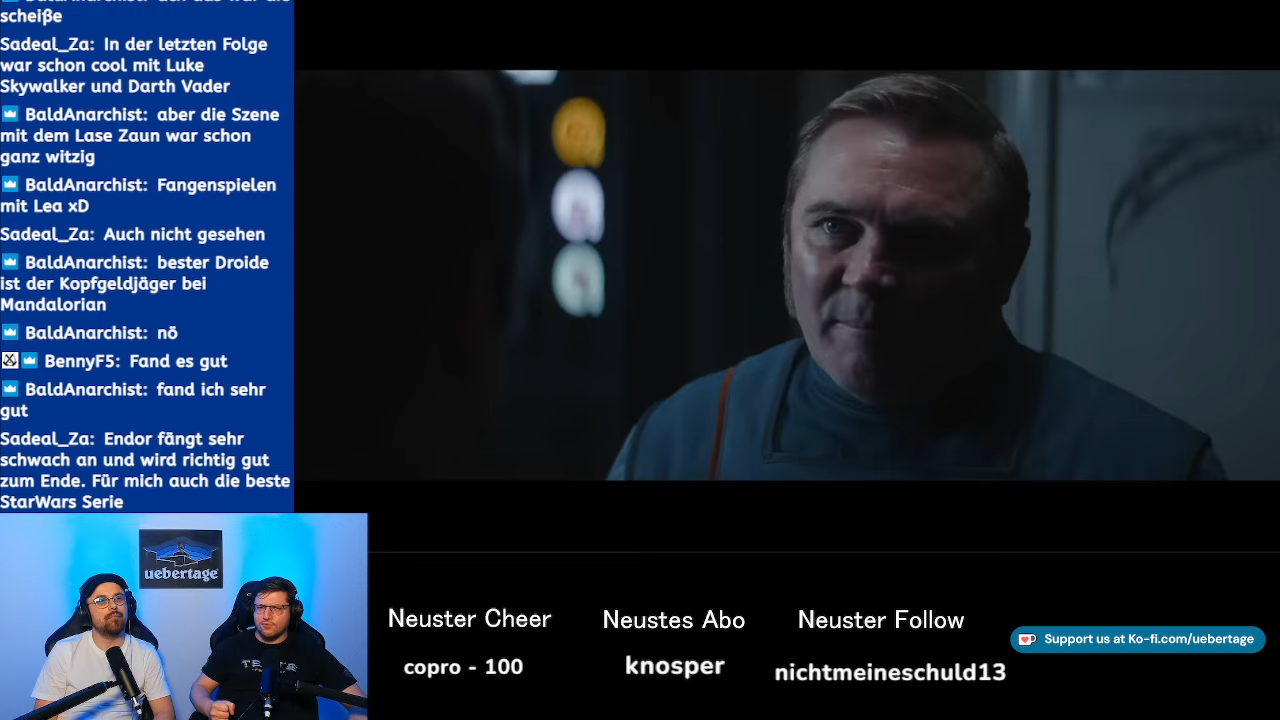 scheiße
Sadeal_Za: In der letzten Folge
war schon cool mit Luke
Skywalker und Darth Vader
BaldAnarchist: aber die Szene
mit dem Lase Zaun war schon
ganz witzig
BaldAnarchist: Fangenspielen
mit Lea xD
Sadeal_Za: Auch nicht gesehen
BaldAnarchist: bester Droide
ist der Kopfgeldjäger bei
Mandalorian
BaldAnarchist: nö
BennyF5: Fand es gut
BaldAnarchist: fand ich sehr
gut
Sadeal_Za: Endor fängt sehr
schwach an und wird richtig gut
zum Ende. Für mich auch die beste
StarWars Serie
uebertage
Neuster Cheer
copro - 100
Neustes Abo
knosper
Neuster Follow
nichtmeineschuld13
Support us at Ko-fi.com/uebertage